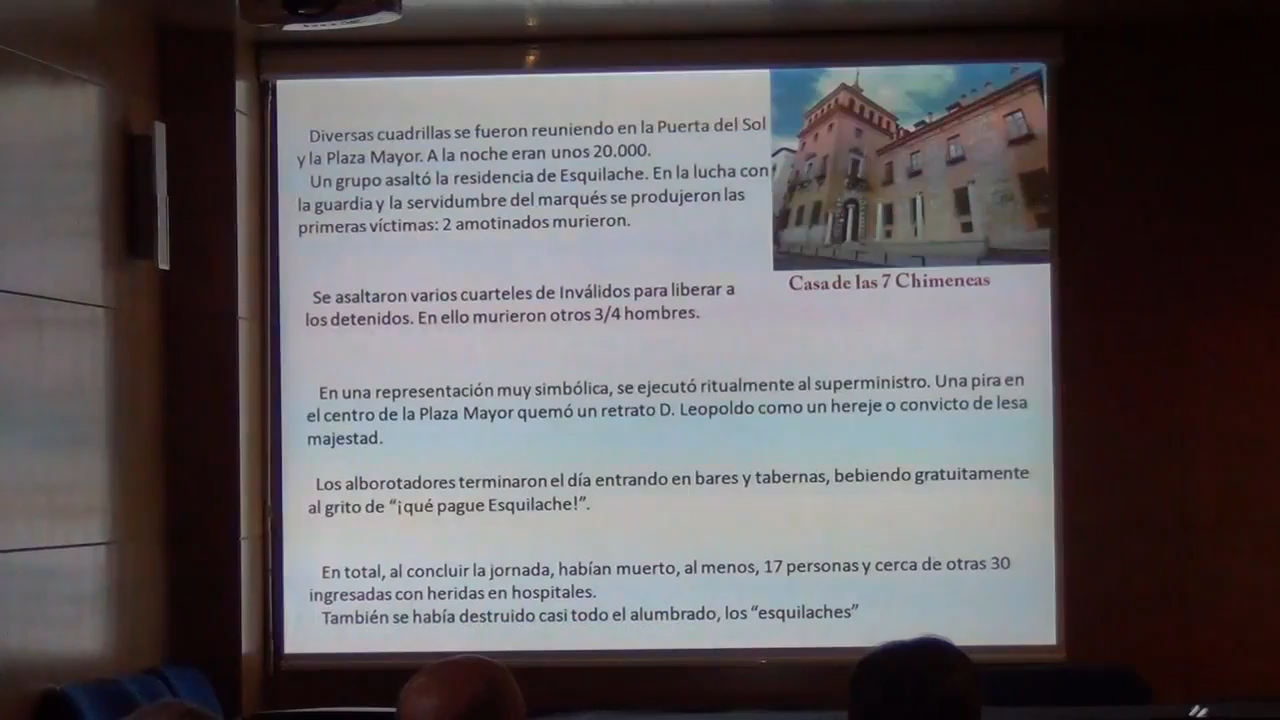 Diversas cuadrillas se fueron reuniendo en la Puerta del Sol
y la Plaza Mayor. A la noche eran unos 20.000.
Un grupo asaltó la residencia de Esquilache. En la lucha con
la guardia y la servidumbre del marqués se produjeron las
primeras víctimas: 2 amotinados murieron.
Casa de las 7 Chimeneas
Se asaltaron varios cuarteles de Inválidos para liberar a
los detenidos. En ello murieron otros 3/4 hombres.
En una representación muy simbólica, se ejecutó ritualmente al superministro. Una pira en
el centro de la Plaza Mayor quemó un retrato D. Leopoldo como un hereje o convicto de lesa
majestad.
Los alborotadores terminaron el día entrando en bares y tabernas, bebiendo gratuitamente
al grito de “¡qué pague Esquilache!”.
En total, al concluir la jornada, habían muerto, al menos, 17 personas y cerca de otras 30
ingresadas con heridas en hospitales.
También se había destruido casi todo el alumbrado, los “esquilaches”